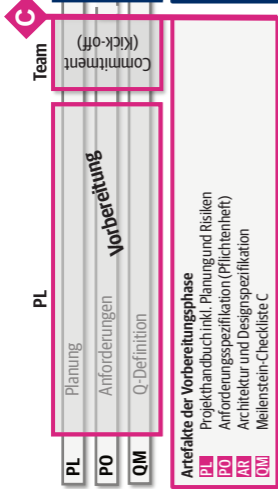 C
PL
Team
PL
Planung
PO
Anforderungen
QM
Q-Definition
Vorbereitung
Commitment
(Kick-off)
Artefakte der Vorbereitungsphase
PL Projekthandbuch inkl. Planung und Risiken
PO Anforderungsspezifikation (Pflichtenheft)
AR Architektur und Designspezifikation
QM Meilenstein-Checkliste C